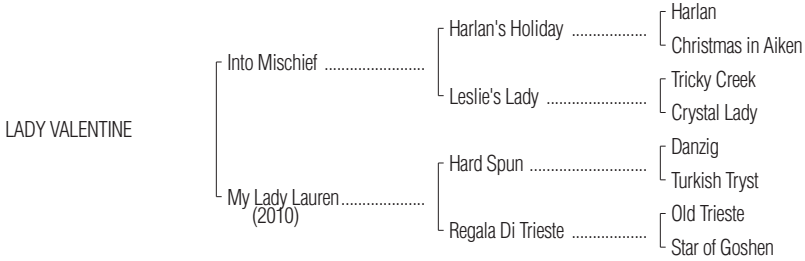 Harlan
Harlan's Holiday ..................
Christmas in Aiken
Into Mischief ........................
Tricky Creek
Leslie's Lady ........................
Crystal Lady
LADY VALENTINE
Danzig
Hard Spun ............................
Turkish Tryst
My Lady Lauren....................
(2010)
Old Trieste
Regala Di Trieste ..................
Star of Goshen